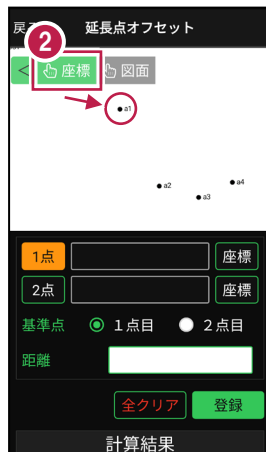 戻る 延長点オフセット
2
< 座標 図面
a1
a2
a4
a3
1点 座標
2点 座標
基準点 1点目 2点目
距離
全クリア 登録
計算結果